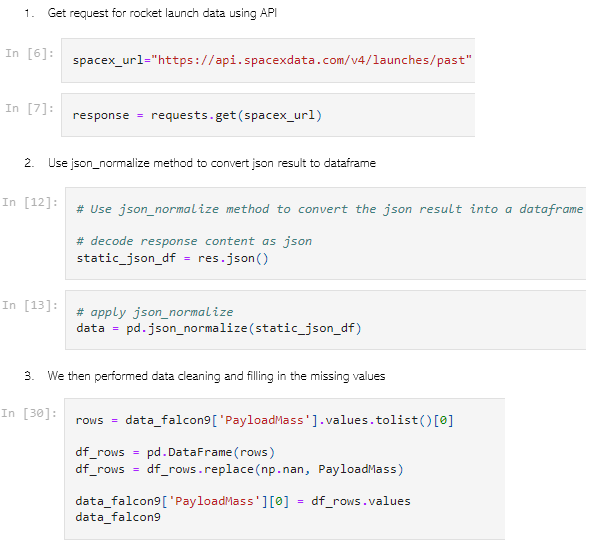 1. Get request for rocket launch data using API
In [6]: spacex_url="https://api.spacexdata.com/v4/launches/past"
In [7]: response = requests.get(spacex_url)
2. Use json_normalize method to convert json result to dataframe
In [12]: # Use json_normalize method to convert the json result into a dataframe
# decode response content as json
static_json_df = res.json()
In [13]: # apply json_normalize
data = pd.json_normalize(static_json_df)
3. We then performed data cleaning and filling in the missing values
In [30]: rows = data_falcon9['PayloadMass'].values.tolist()[0]
df_rows = pd.DataFrame(rows)
df_rows = df_rows.replace(np.nan, PayloadMass)
data_falcon9['PayloadMass'][0] = df_rows.values
data_falcon9